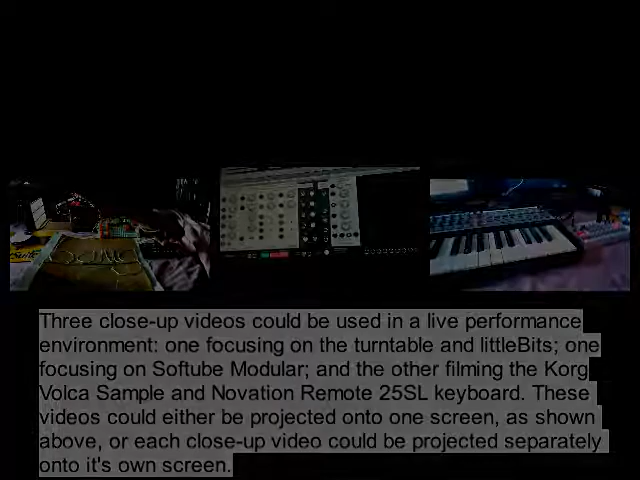 Three close-up videos could be used in a live performance
environment: one focusing on the turntable and littleBits; one
focusing on Softube Modular; and the other filming the Korg
Volca Sample and Novation Remote 25SL keyboard. These
videos could either be projected onto one screen, as shown
above, or each close-up video could be projected separately
onto it's own screen.